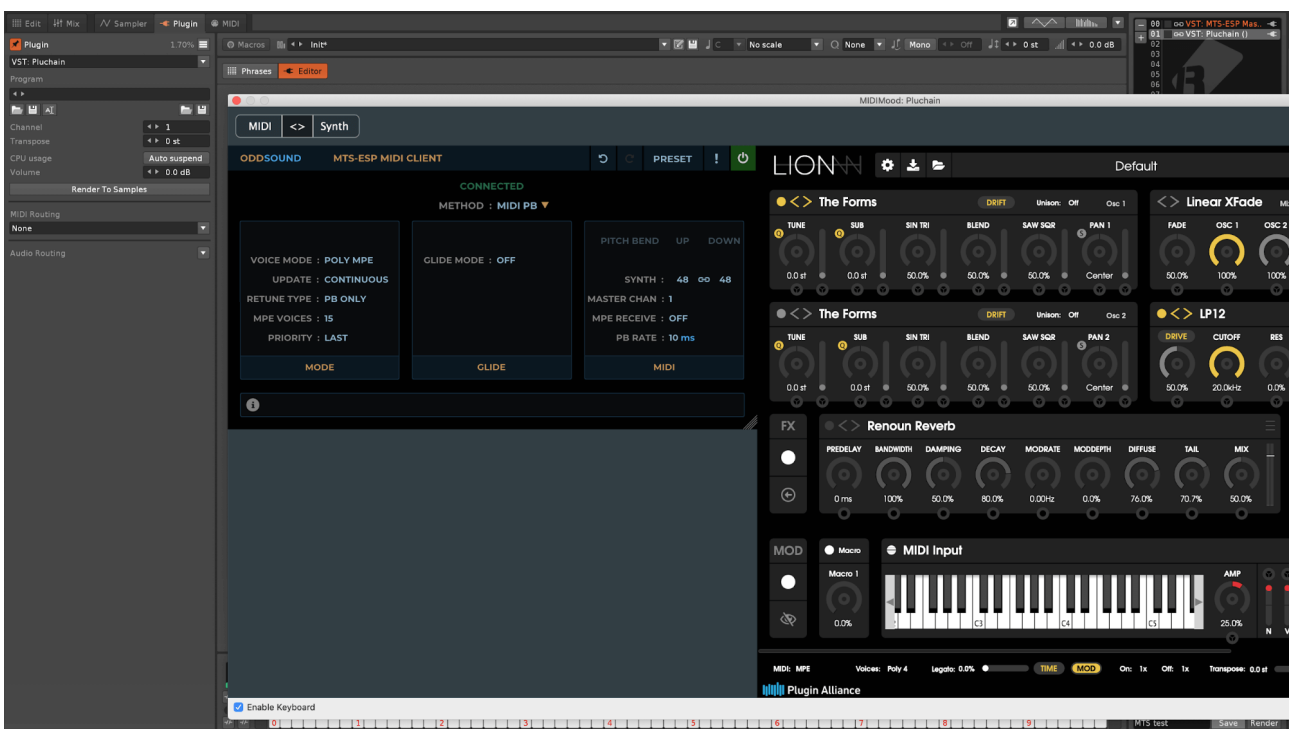 Edit Mix Sampler Plugin MIDI
Plugin 1.70%
VST: Pluchain
Program
Channel 1
Transpose 0 st
CPU usage Auto suspend
Volume 0.0 dB
Render To Samples
MIDI Routing
None
Audio Routing
Macros Init* C No scale None Mono Off 0 st 0.0 dB
Phrases Editor
00 VST: MTS-ESP Mas..
01 VST: Pluchain ()
02
03
04
05
06
07
MIDIMood: Pluchain
MIDI <> Synth
ODDSOUND MTS-ESP MIDI CLIENT PRESET !
CONNECTED
METHOD : MIDI PB
VOICE MODE : POLY MPE
UPDATE : CONTINUOUS
RETUNE TYPE : PB ONLY
MPE VOICES : 15
PRIORITY : LAST
MODE
GLIDE MODE : OFF
GLIDE
PITCH BEND UP DOWN
SYNTH : 48 48
MASTER CHAN : 1
MPE RECEIVE : OFF
PB RATE : 10 ms
MIDI
LION Default
<> The Forms DRIFT Unison: Off Osc 1
TUNE SUB SIN TRI BLEND SAW SQR PAN 1
Q Q S
0.0 st 0.0 st 50.0% 50.0% 50.0% Center
<> Linear XFade
FADE OSC 1 OSC 2
50.0% 100% 100%
<> The Forms DRIFT Unison: Off Osc 2
TUNE SUB SIN TRI BLEND SAW SQR PAN 2
Q Q S
0.0 st 0.0 st 50.0% 50.0% 50.0% Center
<> LP12
DRIVE CUTOFF RES
50.0% 20.0kHz 0.0%
FX <> Renoun Reverb
PREDELAY BANDWIDTH DAMPING DECAY MODRATE MODDEPTH DIFFUSE TAIL MIX
0 ms 100% 50.0% 80.0% 0.00Hz 0.0% 76.0% 70.7% 50.0%
MOD Macro MIDI Input
Macro 1
0.0%
C3 C4 C5
AMP
25.0%
N V
MIDI: MPE Voices: Poly 4 Legato: 0.0% TIME MOD On: 1x Off: 1x Transpose: 0.0 st
Plugin Alliance
Enable Keyboard
0 1 2 3 4 5 6 7 8 9
MTS test Save Render